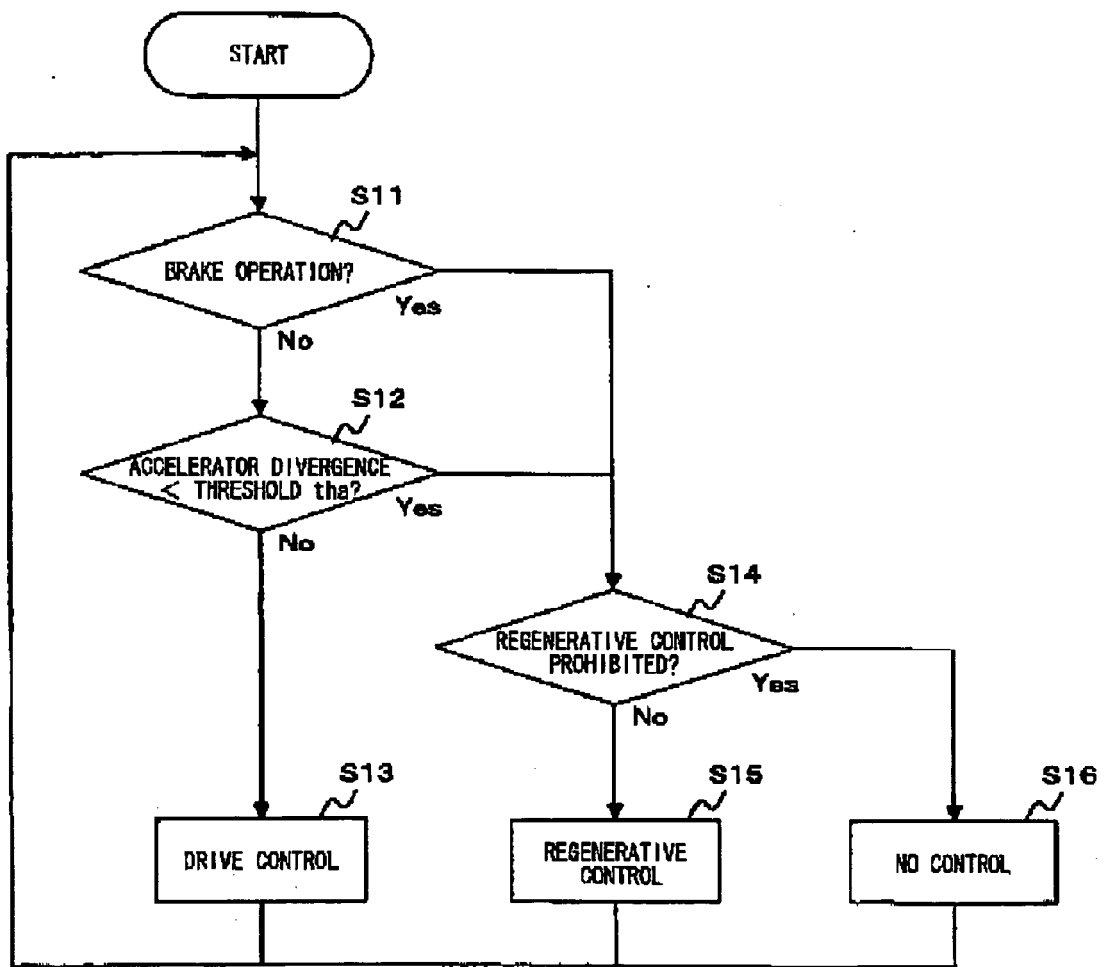 START
S11
BRAKE OPERATION?
Yes
No
S12
ACCELERATOR DIVERGENCE
< THRESHOLD tha?
Yes
No
S14
REGENERATIVE CONTROL
PROHIBITED?
Yes
No
S13
DRIVE CONTROL
S15
REGENERATIVE
CONTROL
S16
NO CONTROL